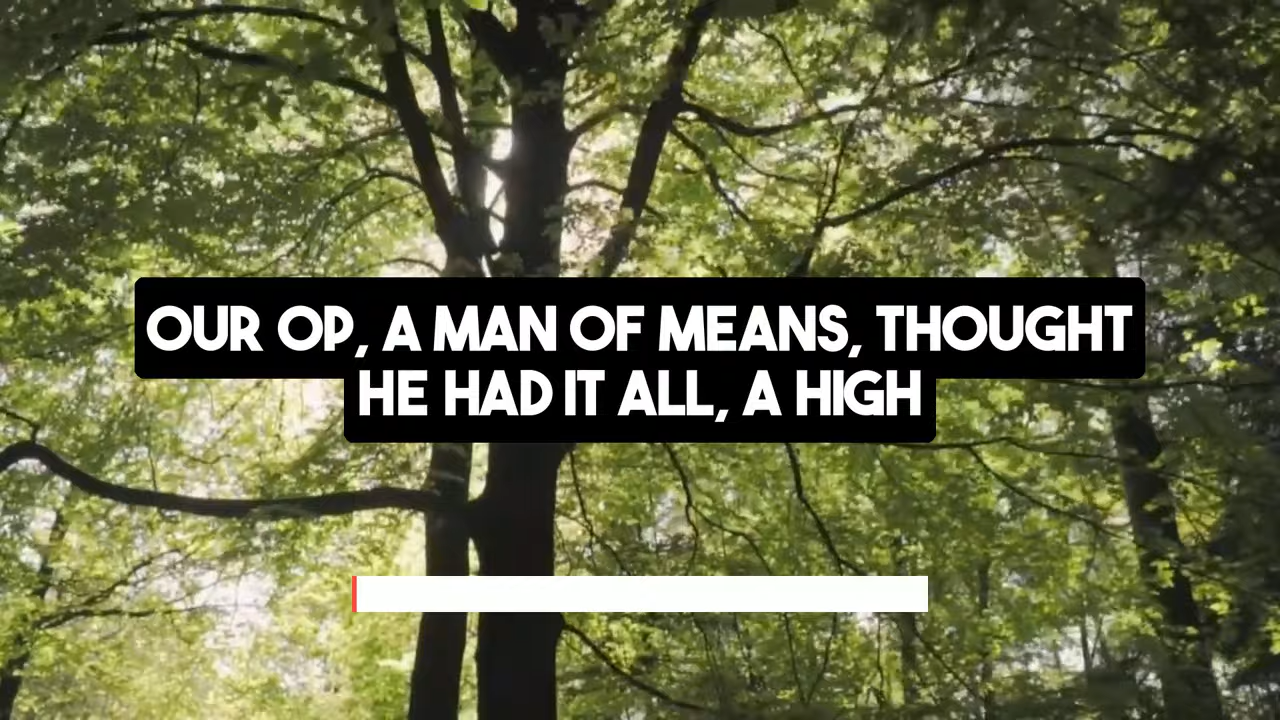 OUR OP, A MAN OF MEANS, THOUGHT
HE HAD IT ALL, A HIGH